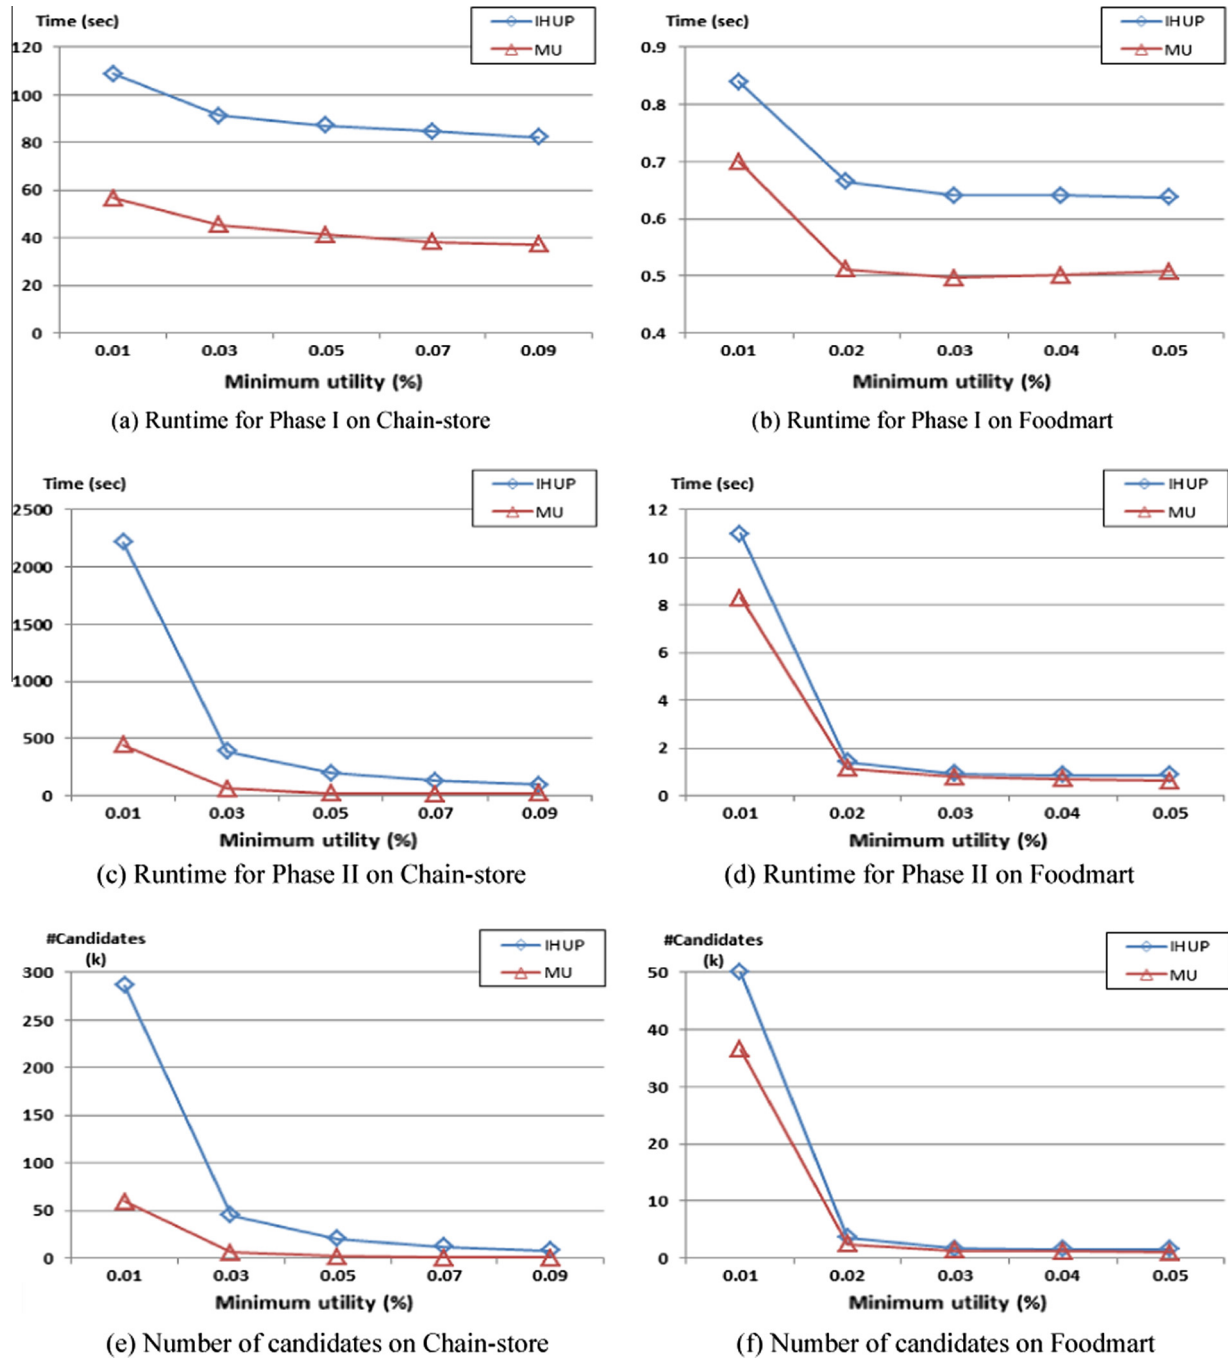 Time (sec)
IHUP
MU
120
100
80
60
40
20
0
0.01 0.03 0.05 0.07 0.09
Minimum utility (%)
(a) Runtime for Phase I on Chain-store
Time (sec)
IHUP
MU
0.9
0.8
0.7
0.6
0.5
0.4
0.01 0.02 0.03 0.04 0.05
Minimum utility (%)
(b) Runtime for Phase I on Foodmart
Time (sec)
IHUP
MU
2500
2000
1500
1000
500
0
0.01 0.03 0.05 0.07 0.09
Minimum utility (%)
(c) Runtime for Phase II on Chain-store
Time (sec)
IHUP
MU
12
10
8
6
4
2
0
0.01 0.02 0.03 0.04 0.05
Minimum utility (%)
(d) Runtime for Phase II on Foodmart
#Candidates
(k)
IHUP
MU
300
250
200
150
100
50
0
0.01 0.03 0.05 0.07 0.09
Minimum utility (%)
(e) Number of candidates on Chain-store
#Candidates
(k)
IHUP
MU
50
40
30
20
10
0
0.01 0.02 0.03 0.04 0.05
Minimum utility (%)
(f) Number of candidates on Foodmart